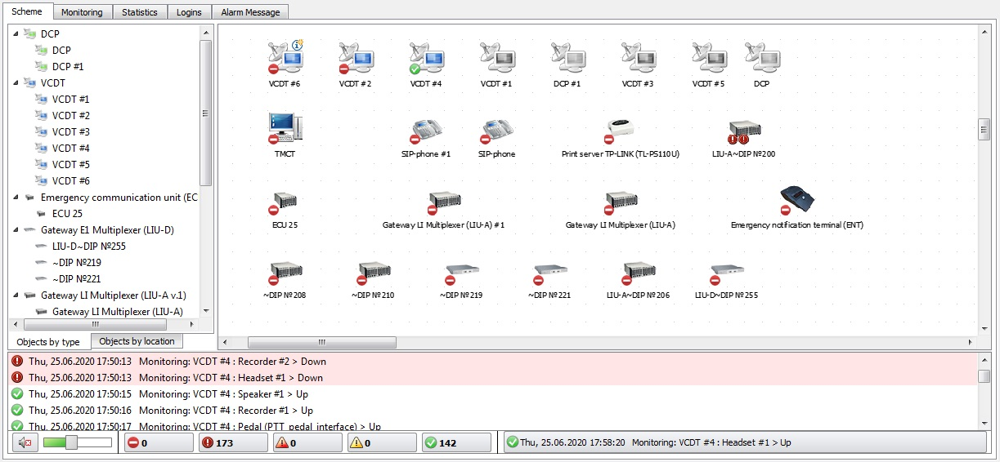 Scheme Monitoring Statistics Logins Alarm Message
DCP
DCP
DCP #1
VCDT
VCDT #1
VCDT #2
VCDT #3
VCDT #4
VCDT #5
VCDT #6
Emergency communication unit (EC
ECU 25
Gateway E1 Multiplexer (LIU-D)
LIU-D~DIP №255
~DIP №219
~DIP №221
Gateway LI Multiplexer (LIU-A v.1)
Gateway LI Multiplexer (LIU-A)
Objects by type Objects by location
VCDT #6 VCDT #2 VCDT #4 VCDT #1 DCP #1 VCDT #3 VCDT #5 DCP
TMCT SIP-phone #1 SIP-phone Print server TP-LINK (TL-PS110U) LIU-A~DIP №200
ECU 25 Gateway LI Multiplexer (LIU-A) #1 Gateway LI Multiplexer (LIU-A) Emergency notification terminal (ENT)
~DIP №208 ~DIP №210 ~DIP №219 ~DIP №221 LIU-A~DIP №206 LIU-D~DIP №255
Thu, 25.06.2020 17:50:13 Monitoring: VCDT #4 : Recorder #2 > Down
Thu, 25.06.2020 17:50:13 Monitoring: VCDT #4 : Headset #1 > Down
Thu, 25.06.2020 17:50:15 Monitoring: VCDT #4 : Speaker #1 > Up
Thu, 25.06.2020 17:50:16 Monitoring: VCDT #4 : Recorder #1 > Up
Thu, 25.06.2020 17:50:17 Monitoring: VCDT #4 : Pedal (PTT_pedal_interface) > Up
0 173 0 0 142 Thu, 25.06.2020 17:58:20 Monitoring: VCDT #4 : Headset #1 > Up